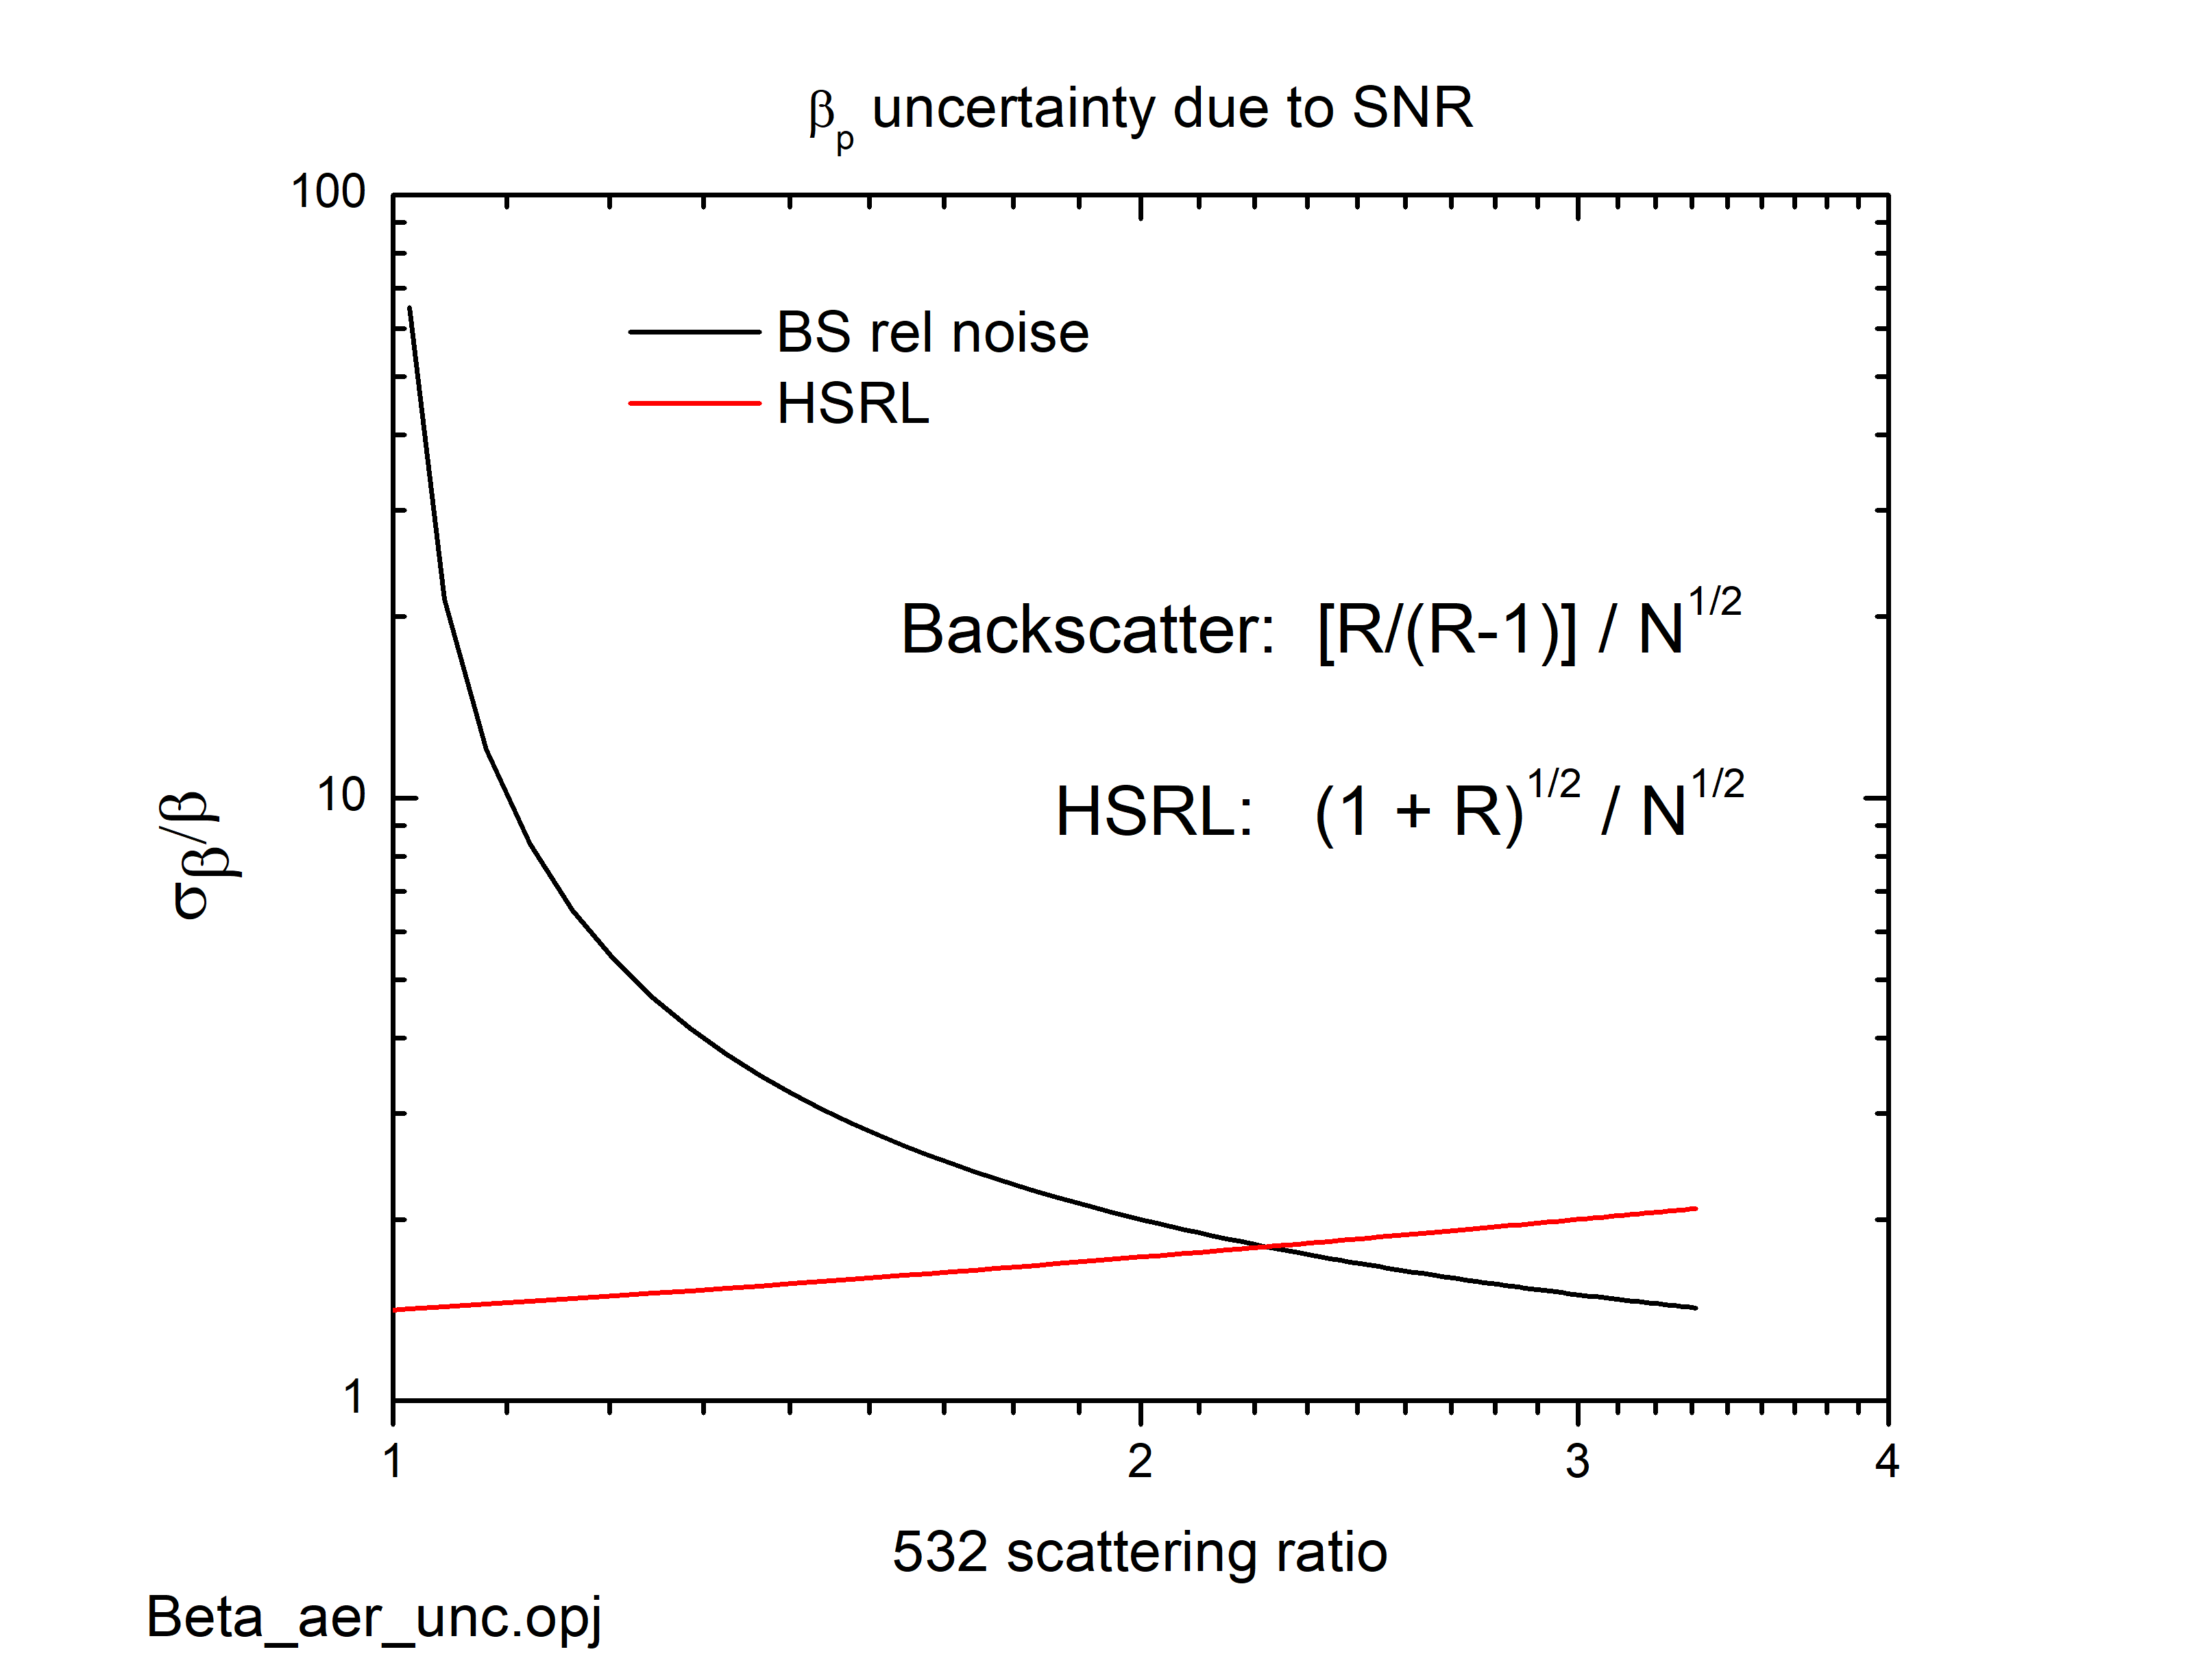 βp uncertainty due to SNR
100
BS rel noise
HSRL
Backscatter: [R/(R-1)] / N1/2
10
HSRL: (1 + R)1/2 / N1/2
σβ/β
1
1 2 3 4
532 scattering ratio
Beta_aer_unc.opj